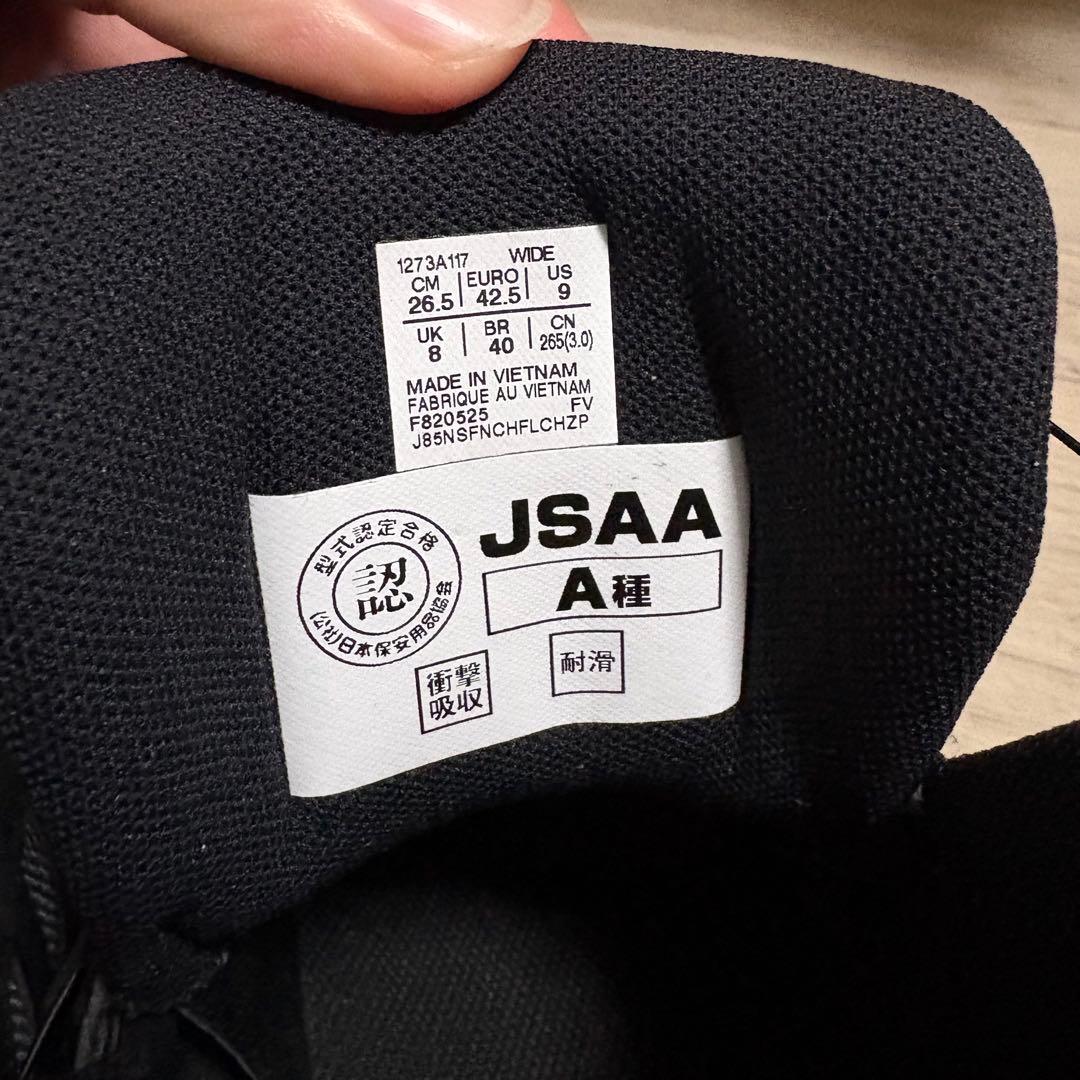 1273A117 WIDE
CM EURO US
26.5 42.5 9
UK BR CN
8 40 265(3.0)
MADE IN VIETNAM
FABRIQUE AU VIETNAM
F820525 FV
J85NSFNCHFLCHZP
型式認定合格
認
(公社)日本保安用品協会
JSAA
A種
衝撃
吸収
耐滑